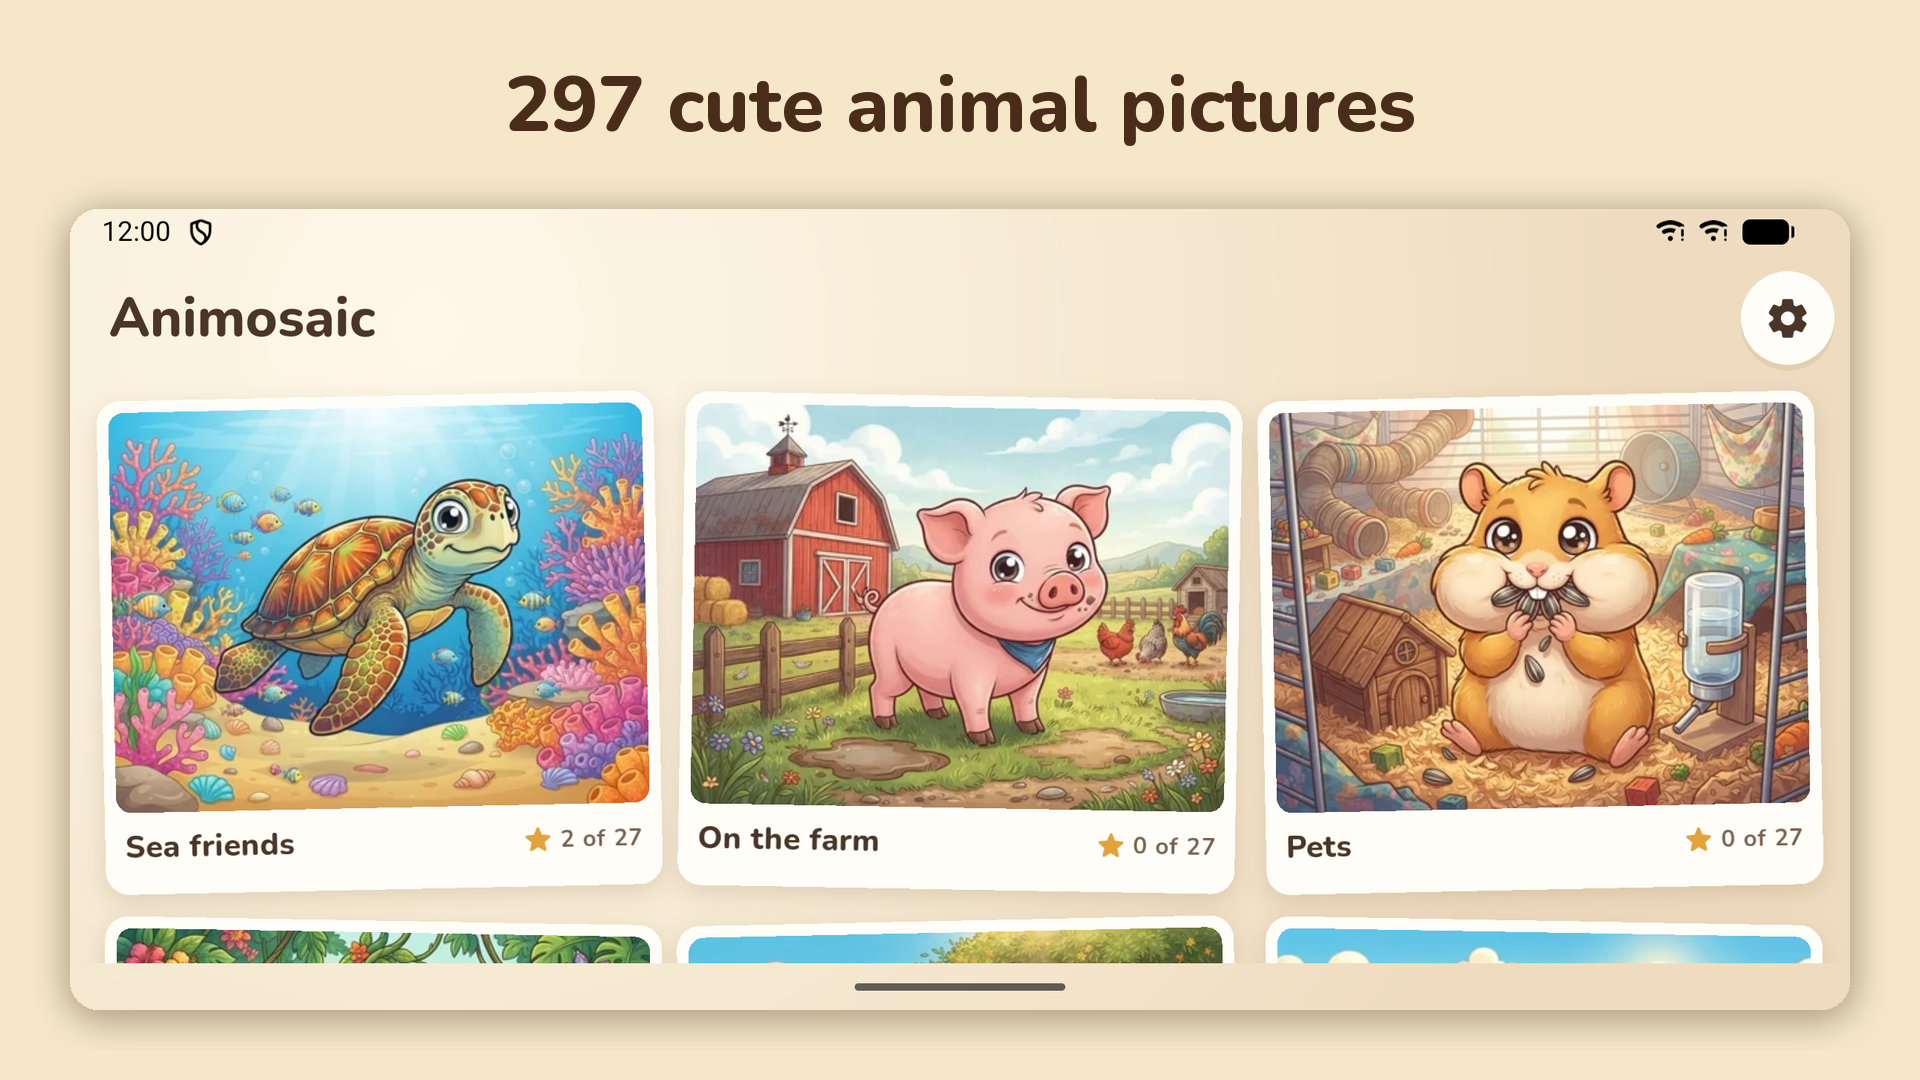 297 cute animal pictures
12:00
Animosaic
Sea friends
2 of 27
On the farm
0 of 27
Pets
0 of 27